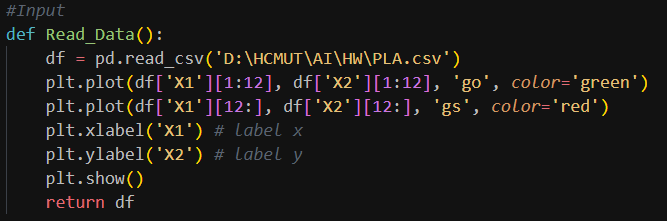 #Input
def Read_Data():
    df = pd.read_csv('D:\HCMUT\AI\HW\PLA.csv')
    plt.plot(df['X1'][1:12], df['X2'][1:12], 'go', color='green')
    plt.plot(df['X1'][12:], df['X2'][12:], 'gs', color='red')
    plt.xlabel('X1') # label x
    plt.ylabel('X2') # label y
    plt.show()
    return df